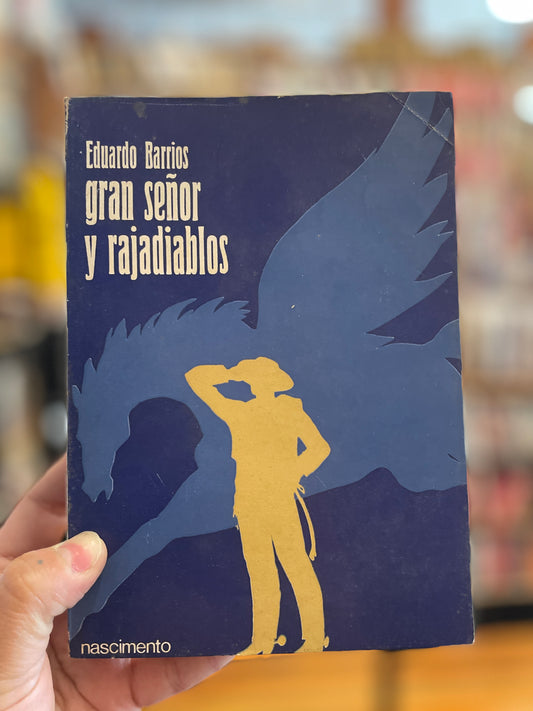 Eduardo Barrios
gran señor
y rajadiablos
nascimento